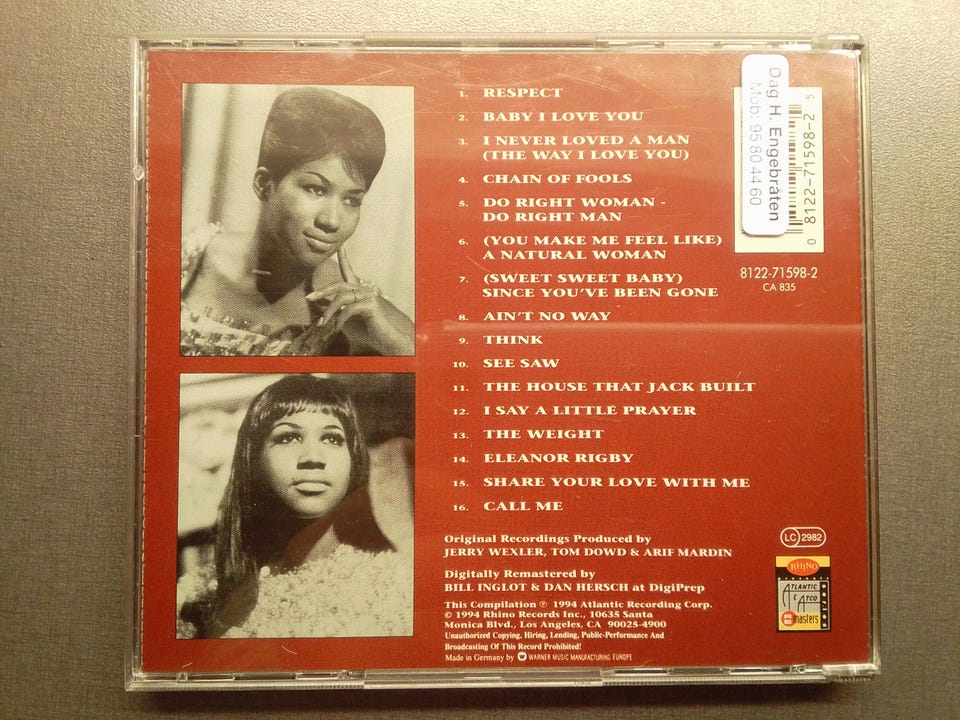 1. RESPECT
2. BABY I LOVE YOU
3. I NEVER LOVED A MAN
(THE WAY I LOVE YOU)
4. CHAIN OF FOOLS
5. DO RIGHT WOMAN -
DO RIGHT MAN
6. (YOU MAKE ME FEEL LIKE)
A NATURAL WOMAN
7. (SWEET SWEET BABY)
SINCE YOU'VE BEEN GONE
8. AIN'T NO WAY
9. THINK
10. SEE SAW
11. THE HOUSE THAT JACK BUILT
12. I SAY A LITTLE PRAYER
13. THE WEIGHT
14. ELEANOR RIGBY
15. SHARE YOUR LOVE WITH ME
16. CALL ME
Dag H. Engebråten
Mob: 95 80 44 60
0 8122-71598-2 5
8122-71598-2
CA 835
Original Recordings Produced by
JERRY WEXLER, TOM DOWD & ARIF MARDIN
Digitally Remastered by
BILL INGLOT & DAN HERSCH at DigiPrep
This Compilation ℗ 1994 Atlantic Recording Corp.
© 1994 Rhino Records Inc., 10635 Santa
Monica Blvd., Los Angeles, CA 90025-4900
Unauthorized Copying, Hiring, Lending, Public-Performance And
Broadcasting Of This Record Prohibited!
Made in Germany by WARNER MUSIC MANUFACTURING EUROPE
LC 2982
RHINO
presents
ATLANTIC
& ATCO
masters